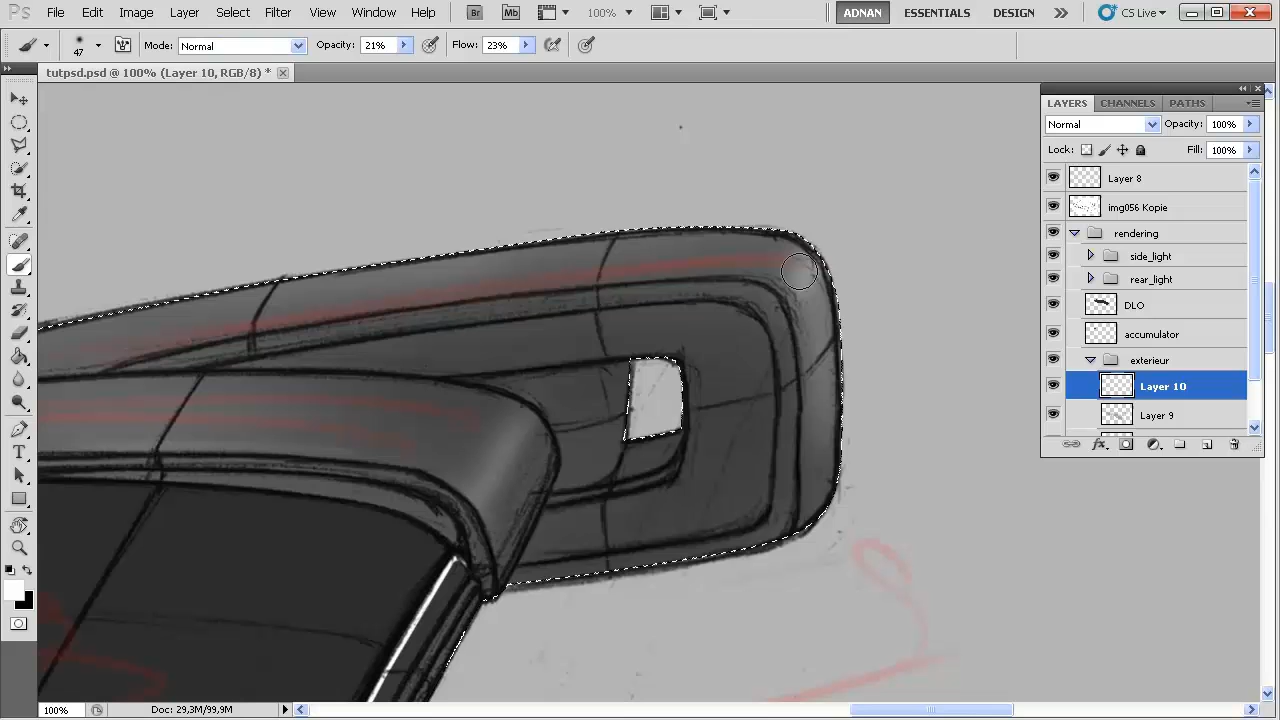 PS File Edit Image Layer Select Filter View Window Help Br Mb 100% ADNAN ESSENTIALS DESIGN CS Live
47 Mode: Normal Opacity: 21% Flow: 23%
tutpsd.psd @ 100% (Layer 10, RGB/8) *
LAYERS CHANNELS PATHS
Normal Opacity: 100%
Lock: Fill: 100%
Layer 8
img056 Kopie
rendering
side_light
rear_light
DLO
accumulator
exterieur
Layer 10
Layer 9
100% Doc: 29,3M/99,9M